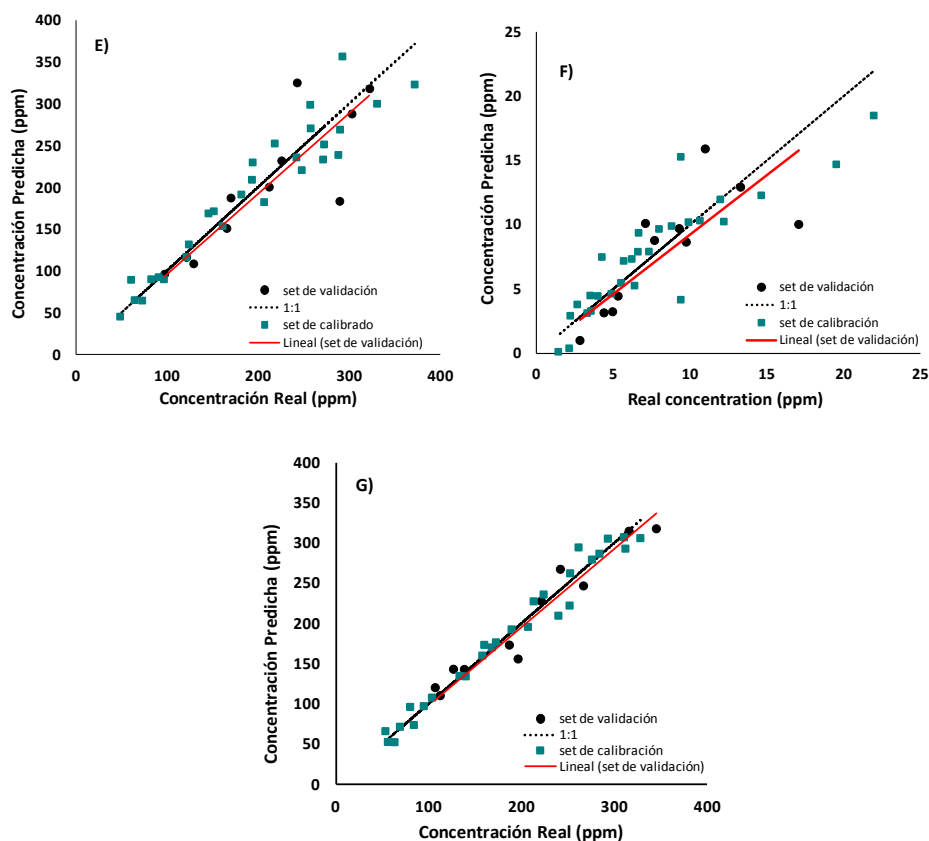 E)
Concentración Predicha (ppm)
400
350
300
250
200
150
100
50
0
set de validación
1:1
set de calibrado
Lineal (set de validación)
0 100 200 300 400
Concentración Real (ppm)
F)
Concentración Predicha (ppm)
25
20
15
10
5
0
set de validación
1:1
set de calibración
Lineal (set de validación)
0 5 10 15 20 25
Real concentration (ppm)
G)
Concentración Predicha (ppm)
400
350
300
250
200
150
100
50
0
set de validación
1:1
set de calibración
Lineal (set de validación)
0 100 200 300 400
Concentración Real (ppm)